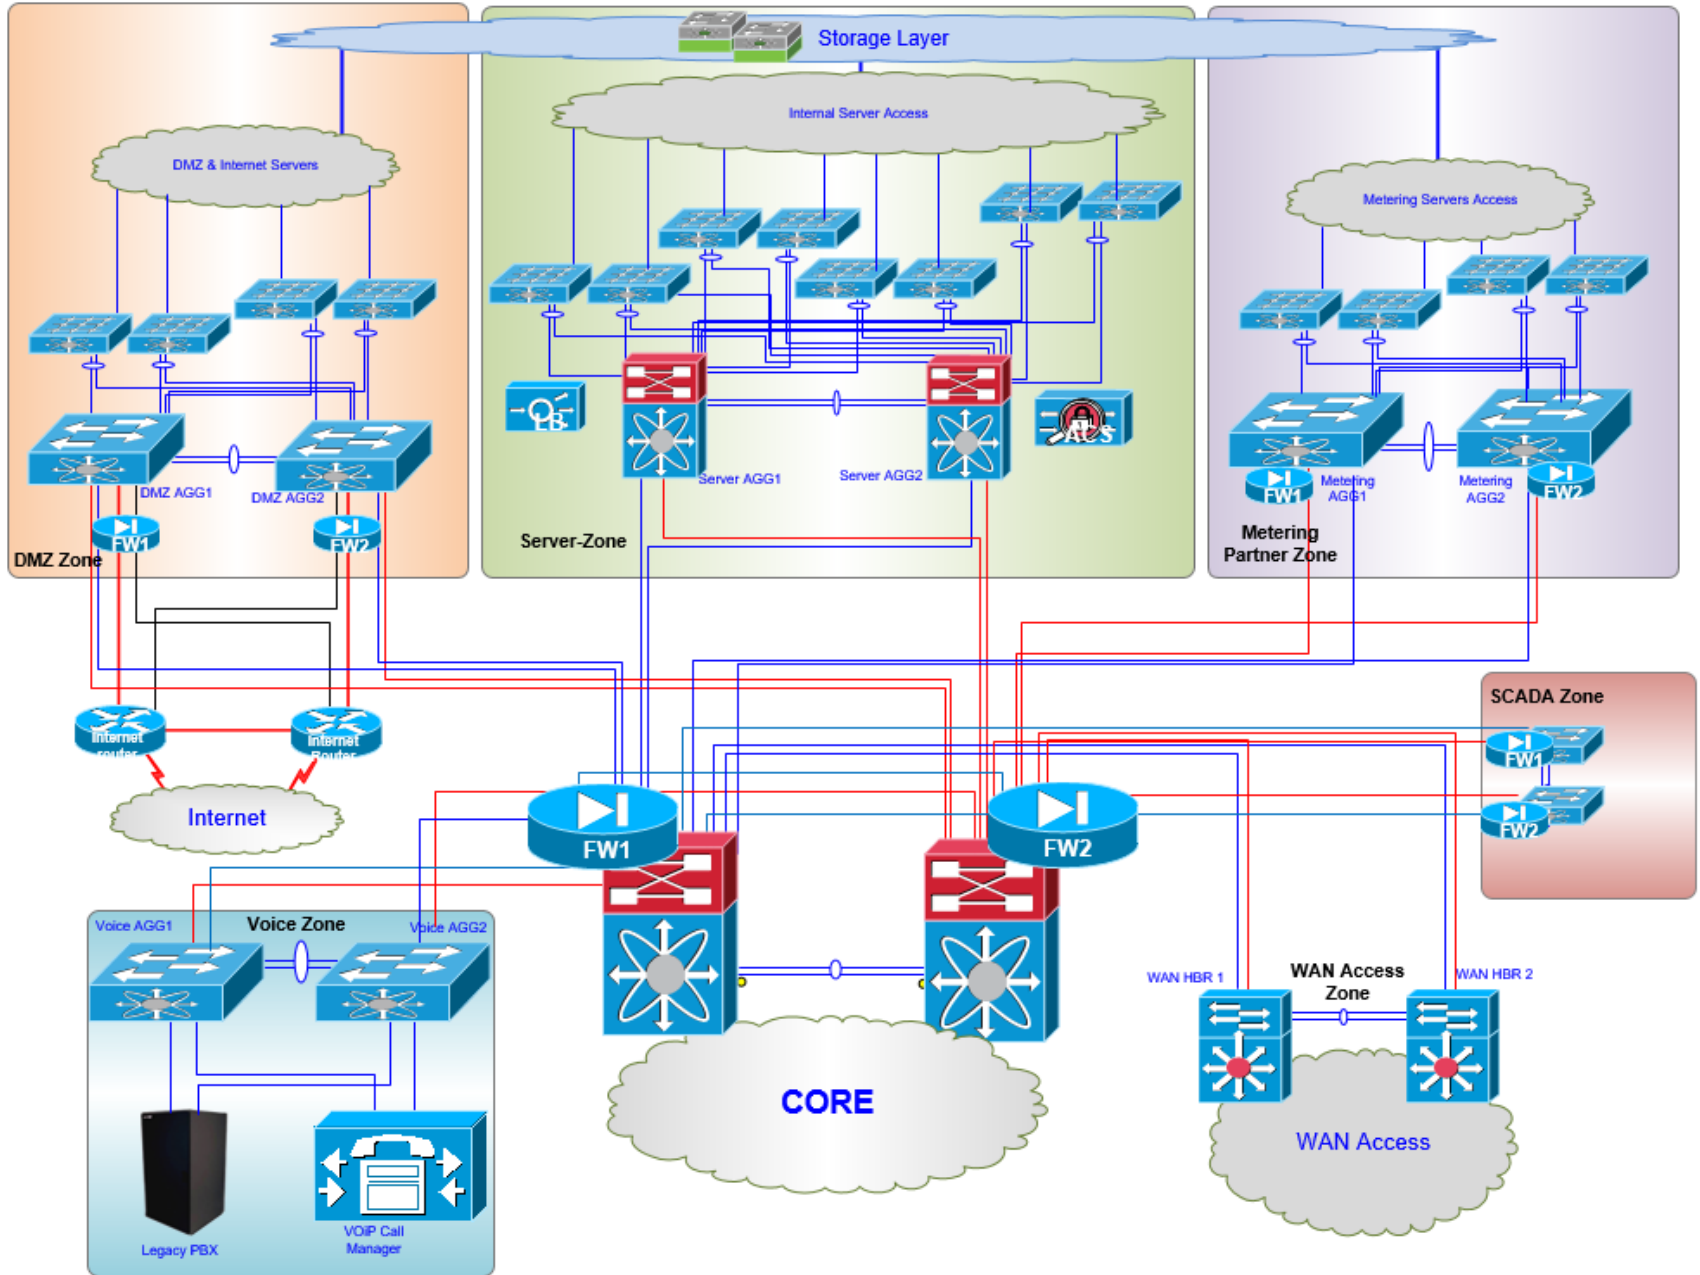 Storage Layer
Internal Server Access
DMZ & Internet Servers
Metering Servers Access
LB
ACS
DMZ AGG1
DMZ AGG2
Server AGG1
Server AGG2
FW1
Metering
AGG1
Metering
AGG2
FW2
FW1
FW2
DMZ Zone
Server-Zone
Metering
Partner Zone
SCADA Zone
Internet
router
Internet
Router
FW1
FW2
Internet
FW1
FW2
Voice AGG1
Voice Zone
Voice AGG2
WAN HBR 1
WAN Access
Zone
WAN HBR 2
CORE
WAN Access
Legacy PBX
VOiP Call
Manager